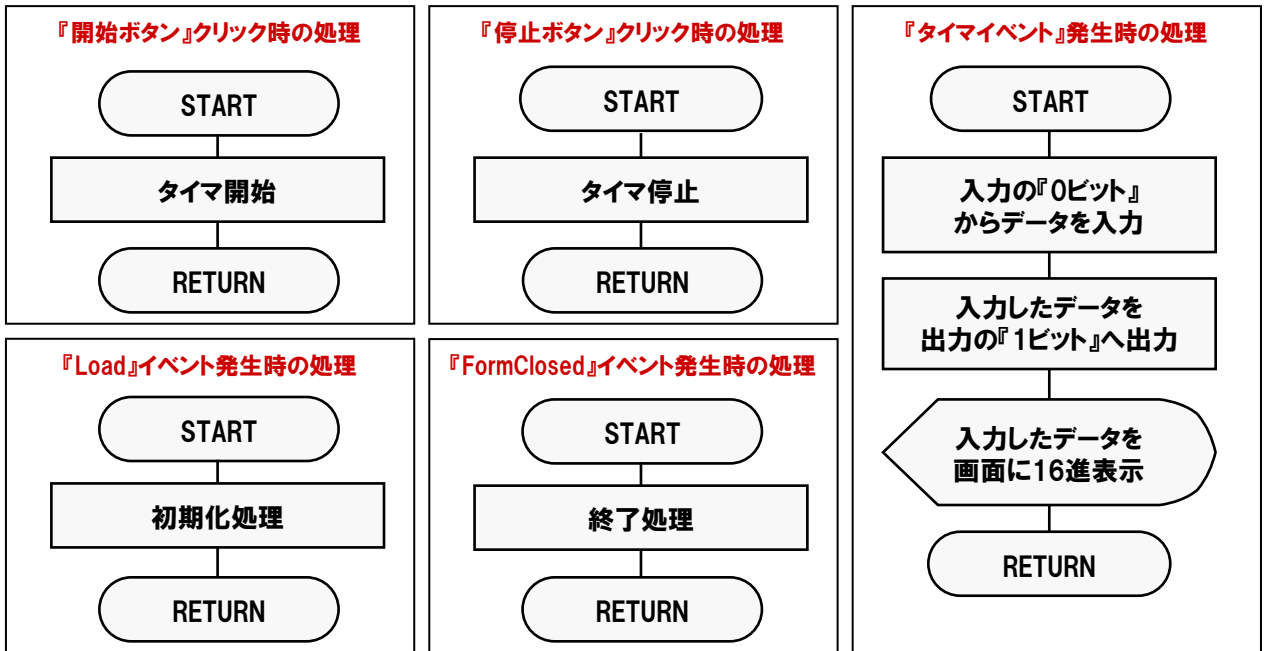 『開始ボタン』クリック時の処理
START
タイマ開始
RETURN
『停止ボタン』クリック時の処理
START
タイマ停止
RETURN
『タイマイベント』発生時の処理
START
入力の『0ビット』
からデータを入力
入力したデータを
出力の『1ビット』へ出力
入力したデータを
画面に16進表示
RETURN
『Load』イベント発生時の処理
START
初期化処理
RETURN
『FormClosed』イベント発生時の処理
START
終了処理
RETURN